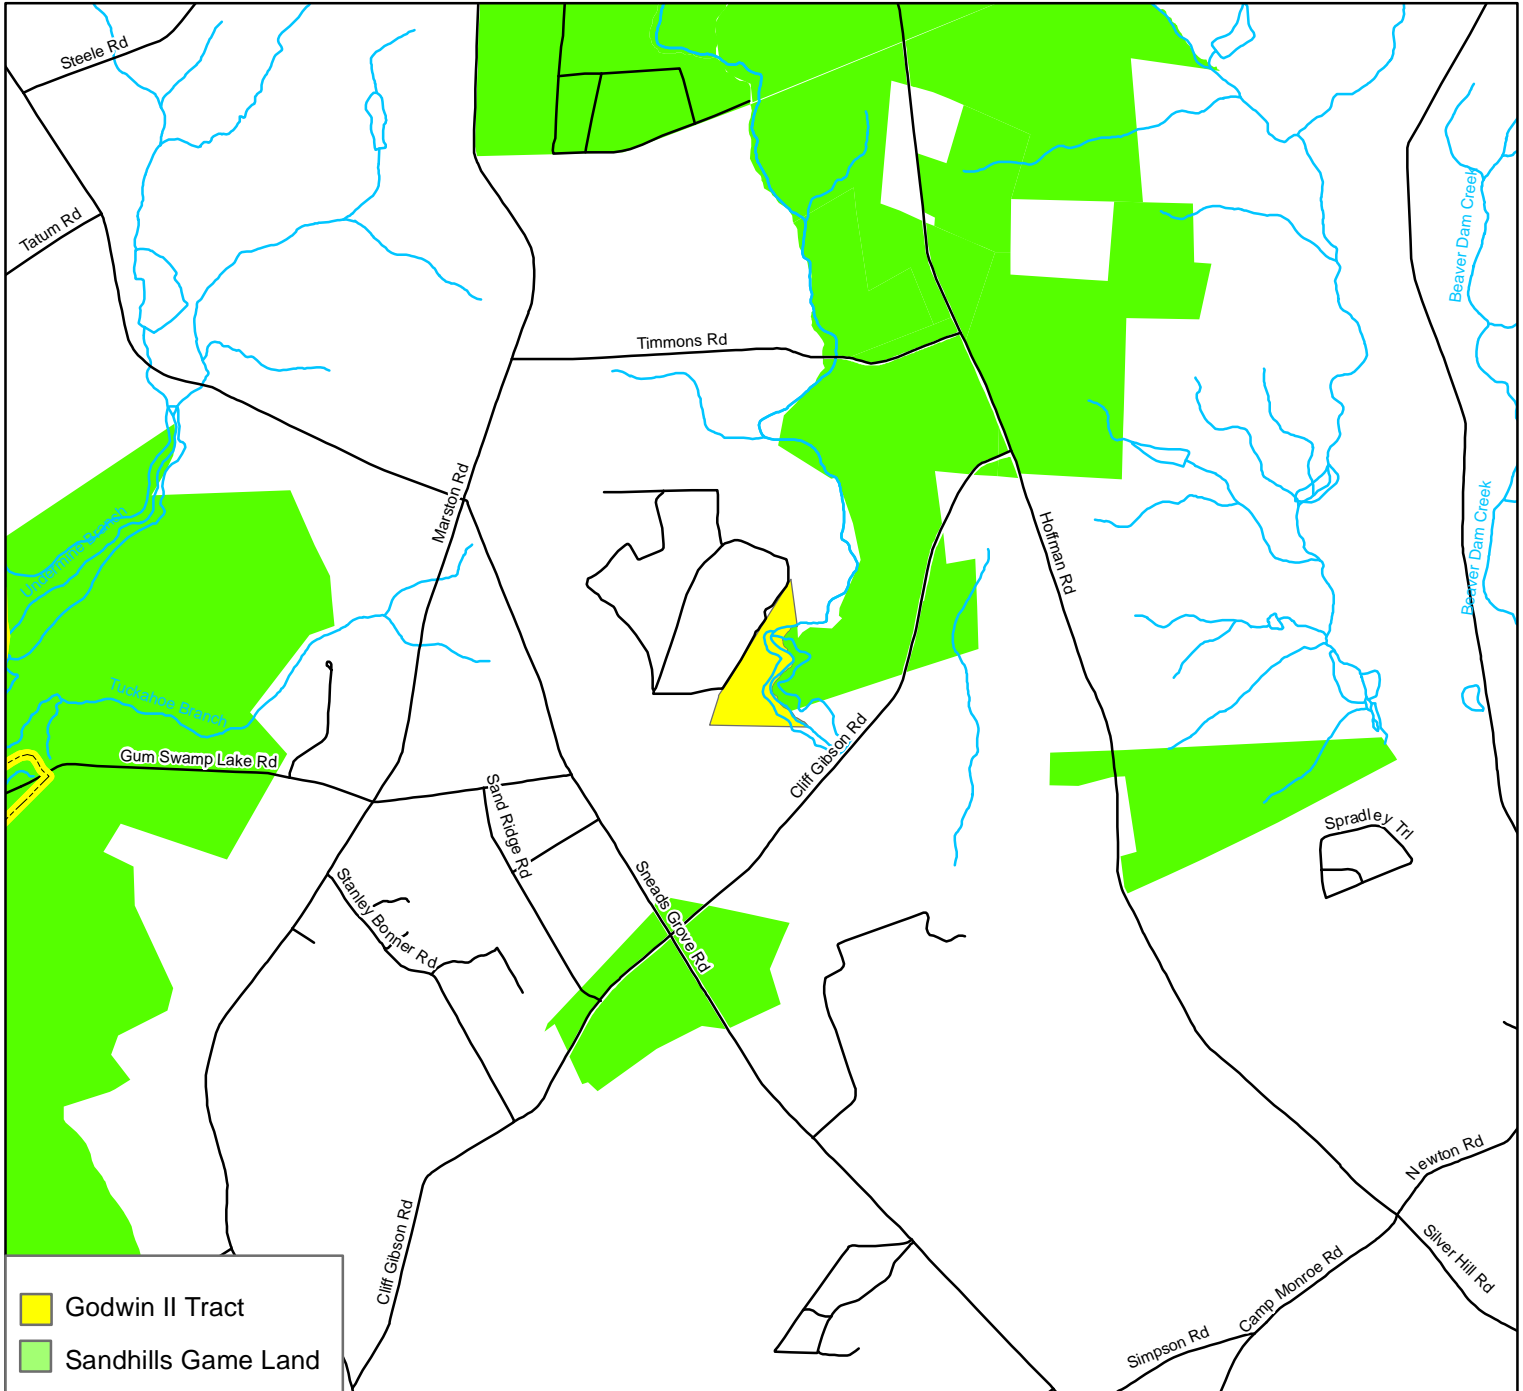 Steele Rd
Tatum Rd
Beaver Dam Creek
Timmons Rd
Marston Rd
Undermine Branch
Hoffman Rd
Beaver Dam Creek
Tuckahoe Branch
Gum Swamp Lake Rd
Cliff Gibson Rd
Sand Ridge Rd
Spradley Trl
Stanley Bonner Rd
Sneads Grove Rd
Newton Rd
Cliff Gibson Rd
Silver Hill Rd
Camp Monroe Rd
Simpson Rd
Godwin II Tract
Sandhills Game Land